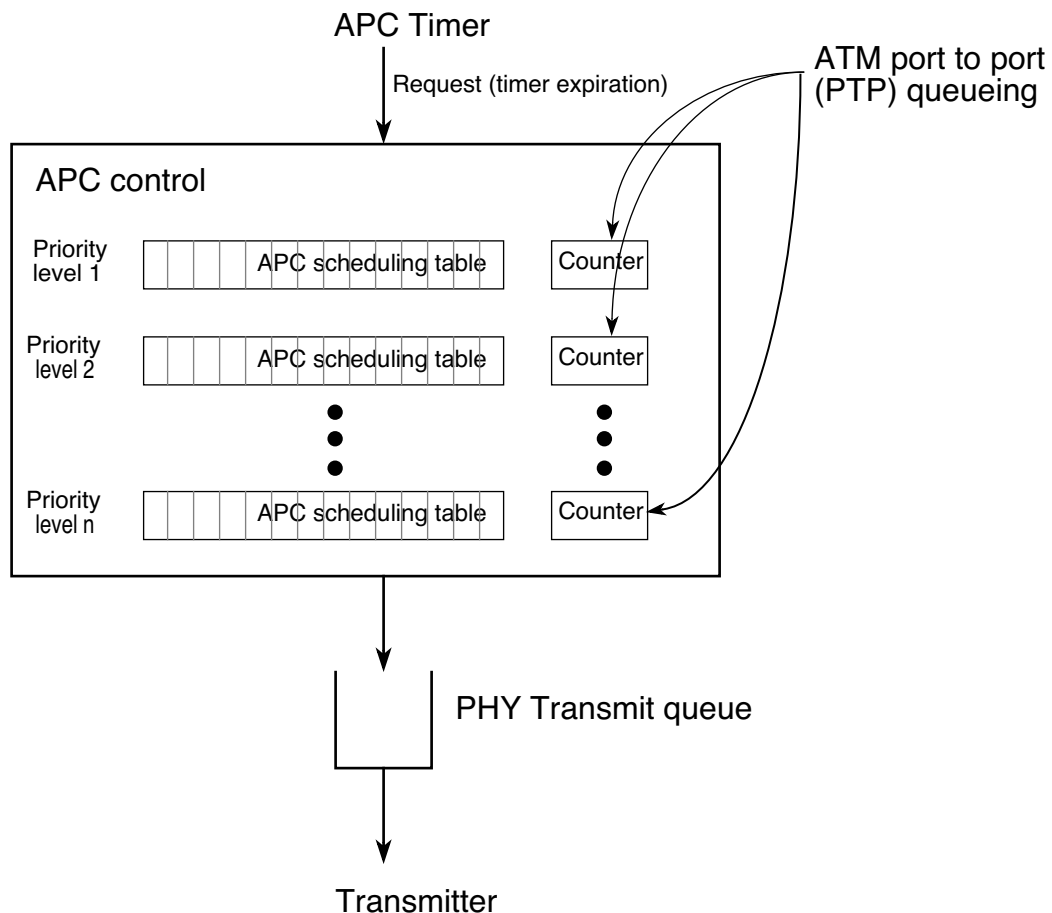 APC Timer
Request (timer expiration)
ATM port to port
(PTP) queueing
APC control
Priority
level 1
APC scheduling table
Counter
Priority
level 2
APC scheduling table
Counter
Priority
level n
APC scheduling table
Counter
PHY Transmit queue
Transmitter